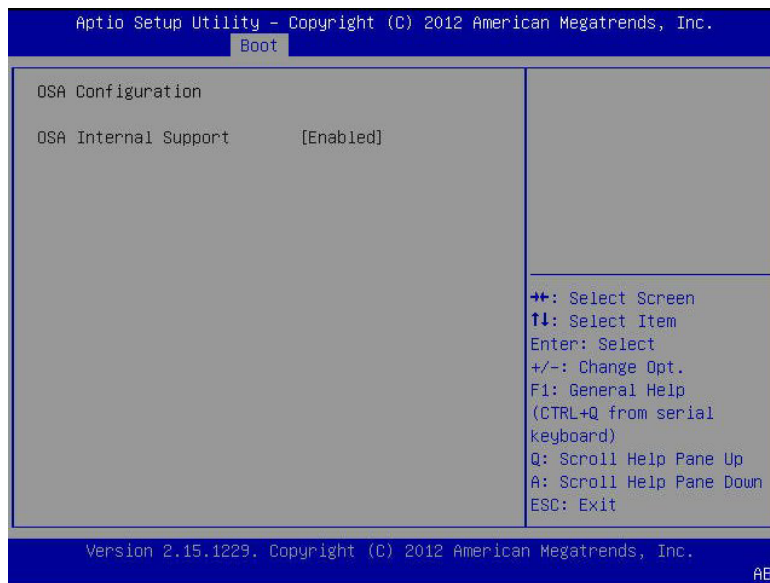 Aptio Setup Utility – Copyright (C) 2012 American Megatrends, Inc.
Boot
OSA Configuration
OSA Internal Support [Enabled]
→←: Select Screen
↑↓: Select Item
Enter: Select
+/-: Change Opt.
F1: General Help
(CTRL+Q from serial
keyboard)
Q: Scroll Help Pane Up
A: Scroll Help Pane Down
ESC: Exit
Version 2.15.1229. Copyright (C) 2012 American Megatrends, Inc.
AB